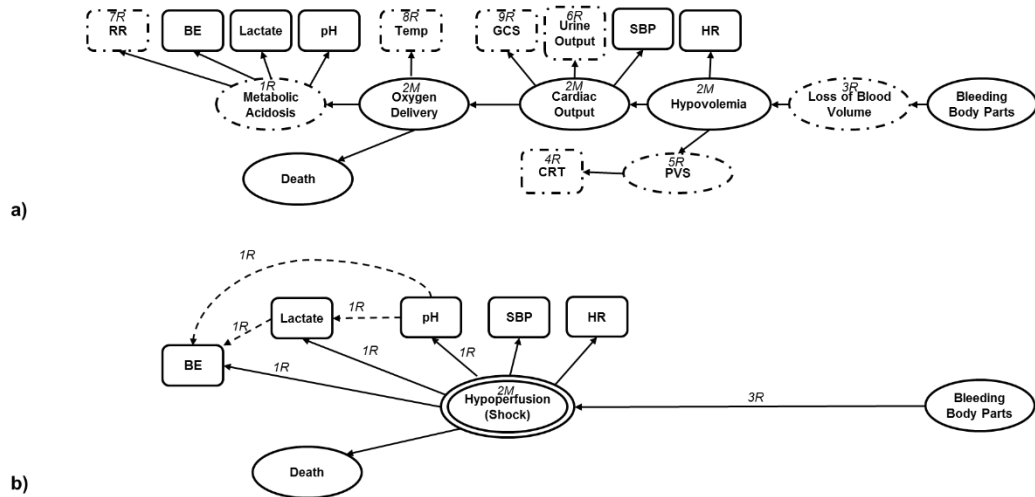 7R
RR
BE
Lactate
pH
8R
Temp
9R
GCS
6R
Urine
Output
SBP
HR
1R
Metabolic
Acidosis
2M
Oxygen
Delivery
2M
Cardiac
Output
2M
Hypovolemia
3R
Loss of Blood
Volume
Bleeding
Body Parts
Death
4R
CRT
5R
PVS
a)
1R
Lactate
1R
pH
SBP
HR
1R
BE
1R
1R
1R
2M
Hypoperfusion
(Shock)
3R
Bleeding
Body Parts
Death
b)